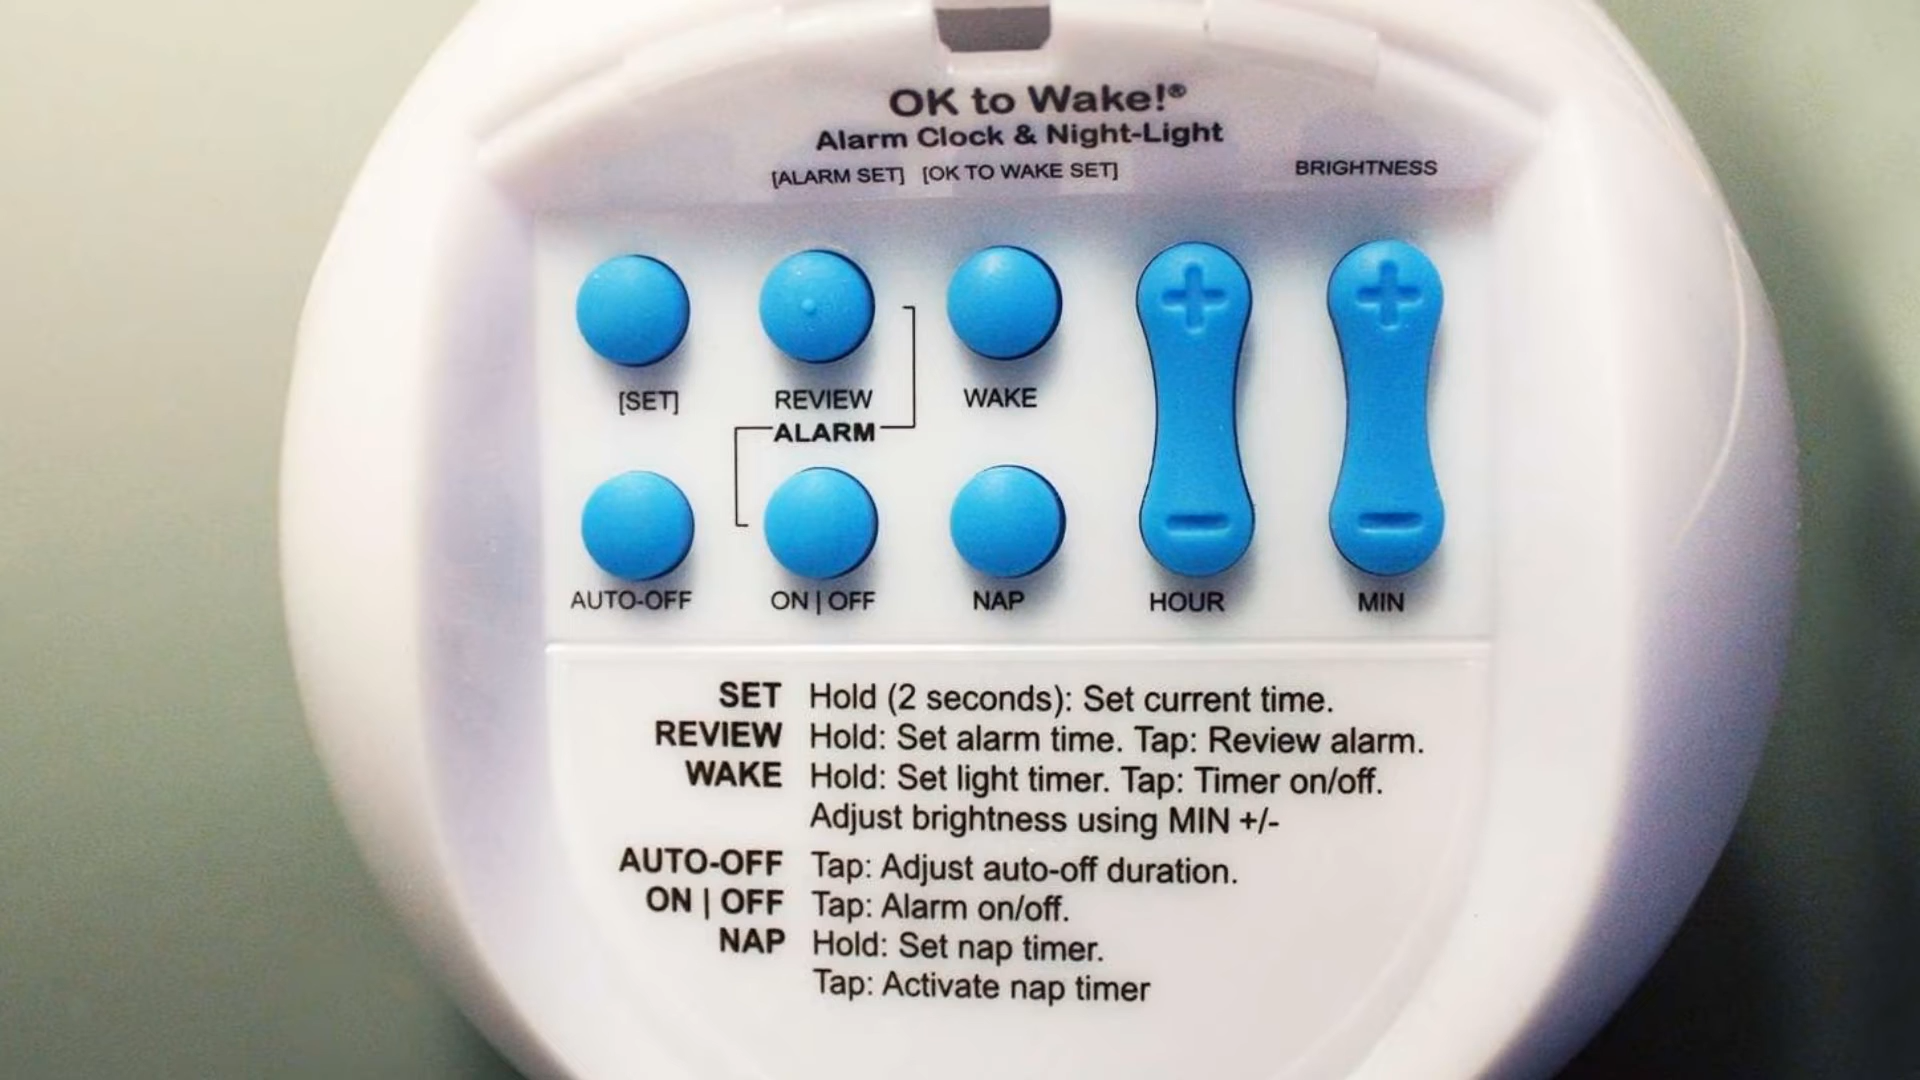 OK to Wake!®
Alarm Clock & Night-Light
[ALARM SET] [OK TO WAKE SET] BRIGHTNESS
[SET] REVIEW WAKE
ALARM
AUTO-OFF ON | OFF NAP HOUR MIN
SET Hold (2 seconds): Set current time.
REVIEW Hold: Set alarm time. Tap: Review alarm.
WAKE Hold: Set light timer. Tap: Timer on/off.
Adjust brightness using MIN +/-
AUTO-OFF Tap: Adjust auto-off duration.
ON | OFF Tap: Alarm on/off.
NAP Hold: Set nap timer.
Tap: Activate nap timer